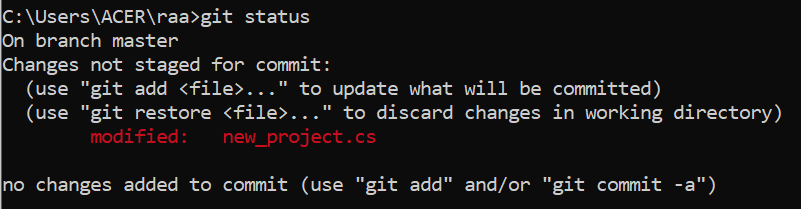 C:\Users\ACER\raa>git status
On branch master
Changes not staged for commit:
  (use "git add <file>..." to update what will be committed)
  (use "git restore <file>..." to discard changes in working directory)
        modified:   new_project.cs

no changes added to commit (use "git add" and/or "git commit -a")